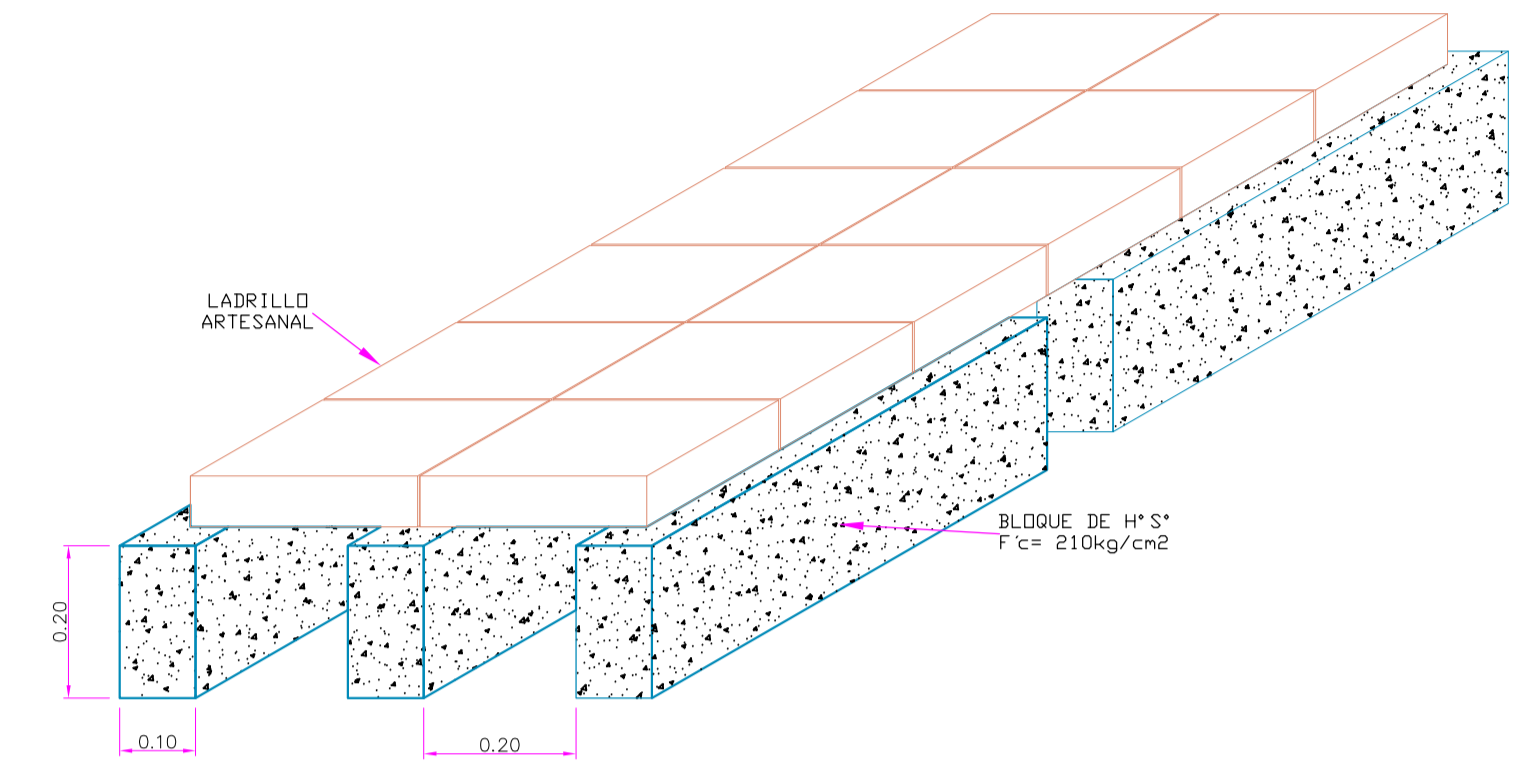 LADRILLO
ARTESANAL
BLOQUE DE H° S°
F´c= 210kg/cm2
0.20
0.10
0.20